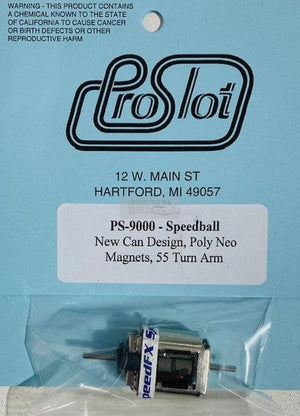 WARNING - THIS PRODUCT CONTAINS
A CHEMICAL KNOWN TO THE STATE
OF CALIFORNIA TO CAUSE CANCER
OR BIRTH DEFECTS OR OTHER
REPRODUCTIVE HARM
ProSlot
12 W. MAIN ST
HARTFORD, MI 49057
PS-9000 - Speedball
New Can Design, Poly Neo
Magnets, 55 Turn Arm
peedFX